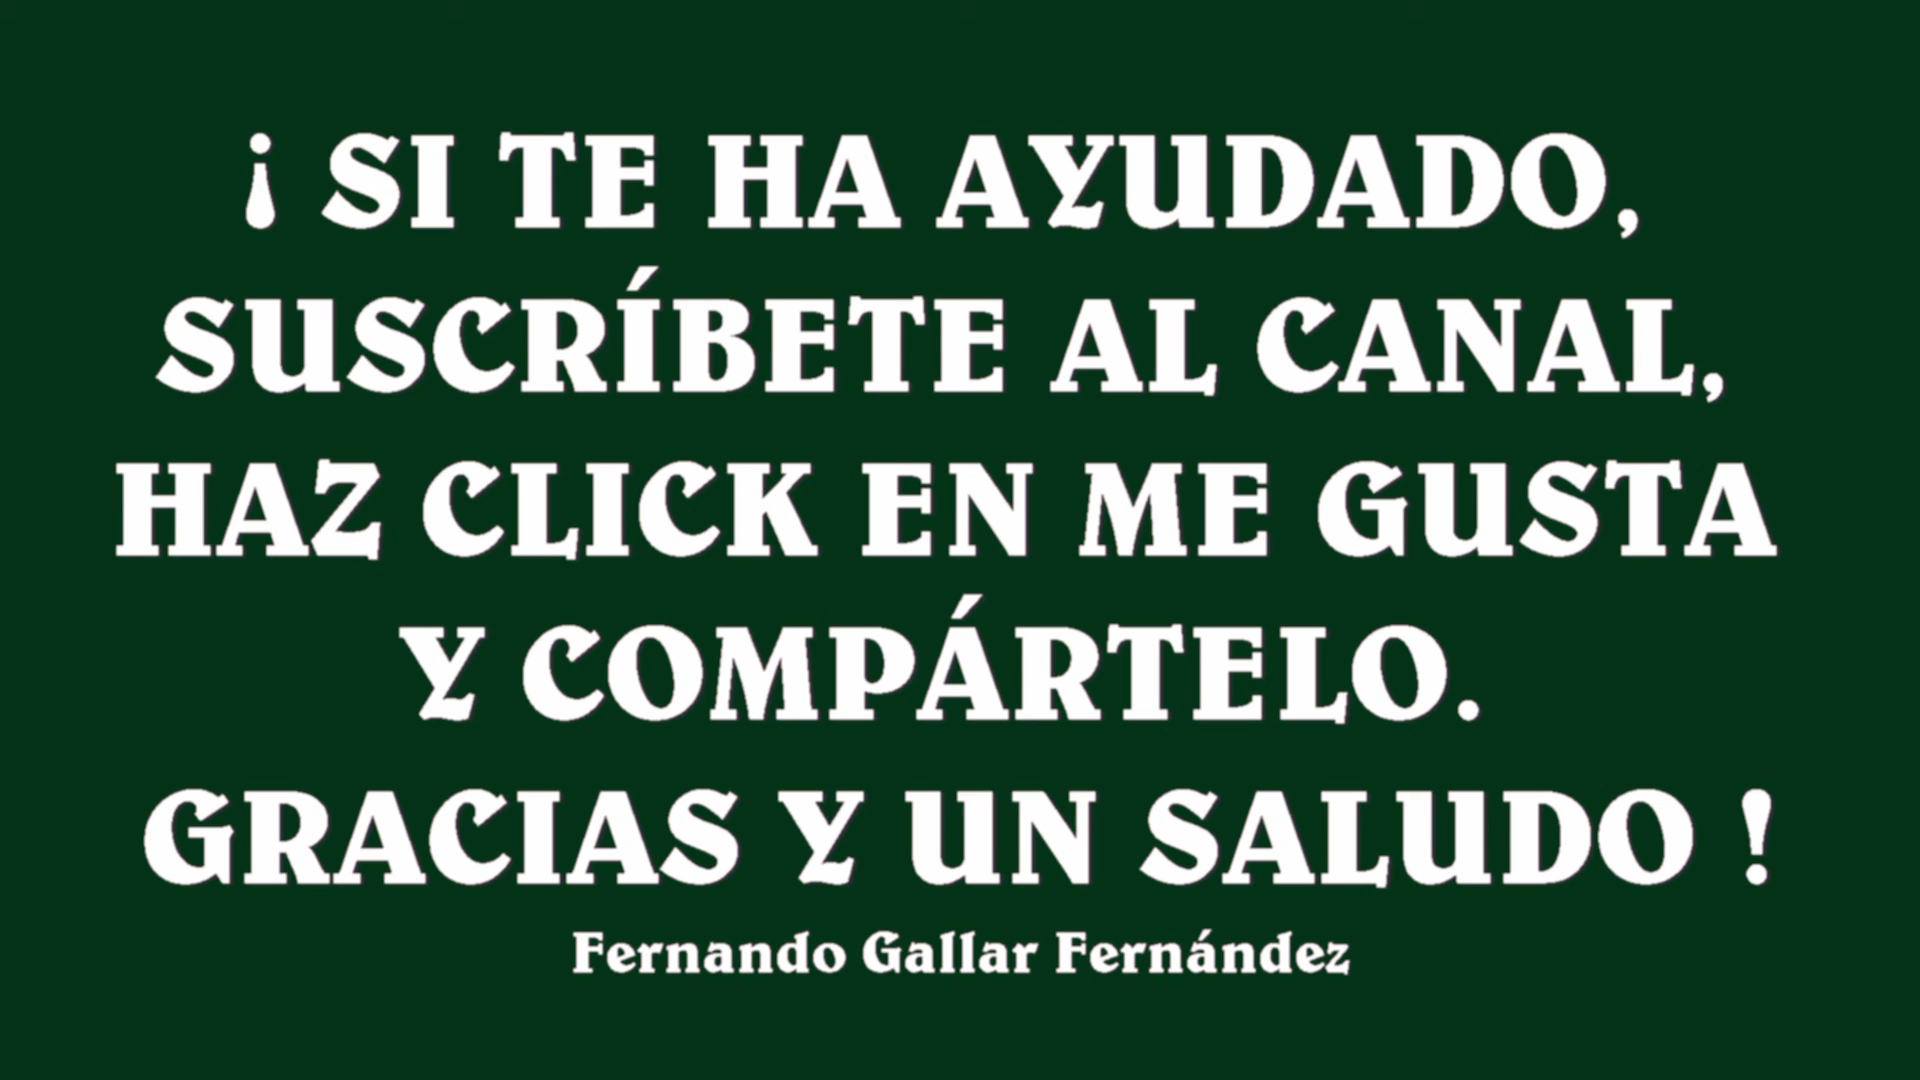 ¡ SI TE HA AYUDADO,
SUSCRÍBETE AL CANAL,
HAZ CLICK EN ME GUSTA
Y COMPÁRTELO.
GRACIAS Y UN SALUDO !
Fernando Gallar Fernández